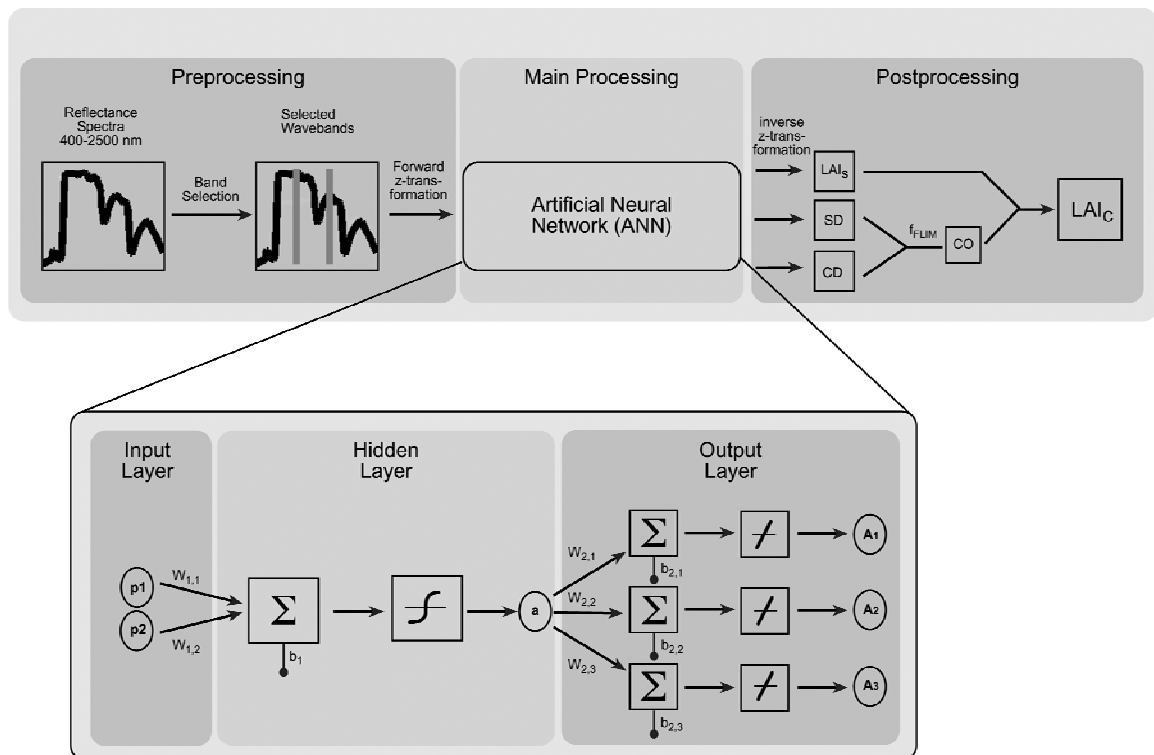 Preprocessing
Main Processing
Postprocessing
Reflectance
Spectra
400-2500 nm
Selected
Wavebands
Band
Selection
Forward
z-trans-
formation
Artificial Neural
Network (ANN)
inverse
z-trans-
formation
LAIS
SD
CD
fFLIM
CO
LAIC
Input
Layer
Hidden
Layer
Output
Layer
p1
p2
W1,1
W1,2
Σ
b1
a
W2,1
W2,2
W2,3
Σ
b2,1
A1
Σ
b2,2
A2
Σ
b2,3
A3